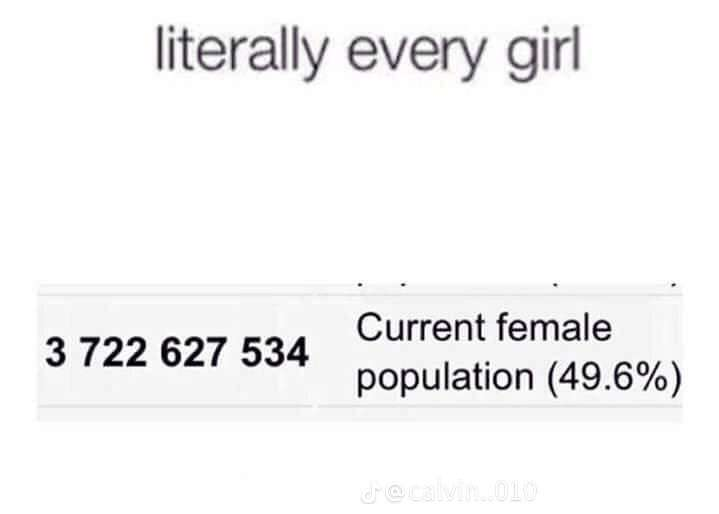 literally every girl
3 722 627 534
Current female
population (49.6%)
@calvin..010